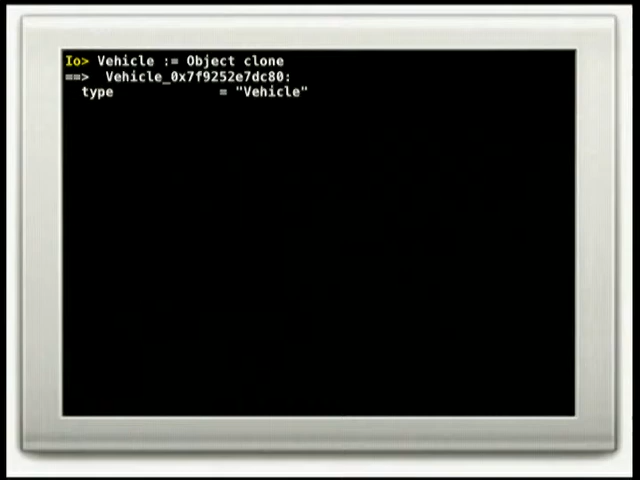 Io> Vehicle := Object clone
==>  Vehicle_0x7f9252e7dc80:
  type             = "Vehicle"